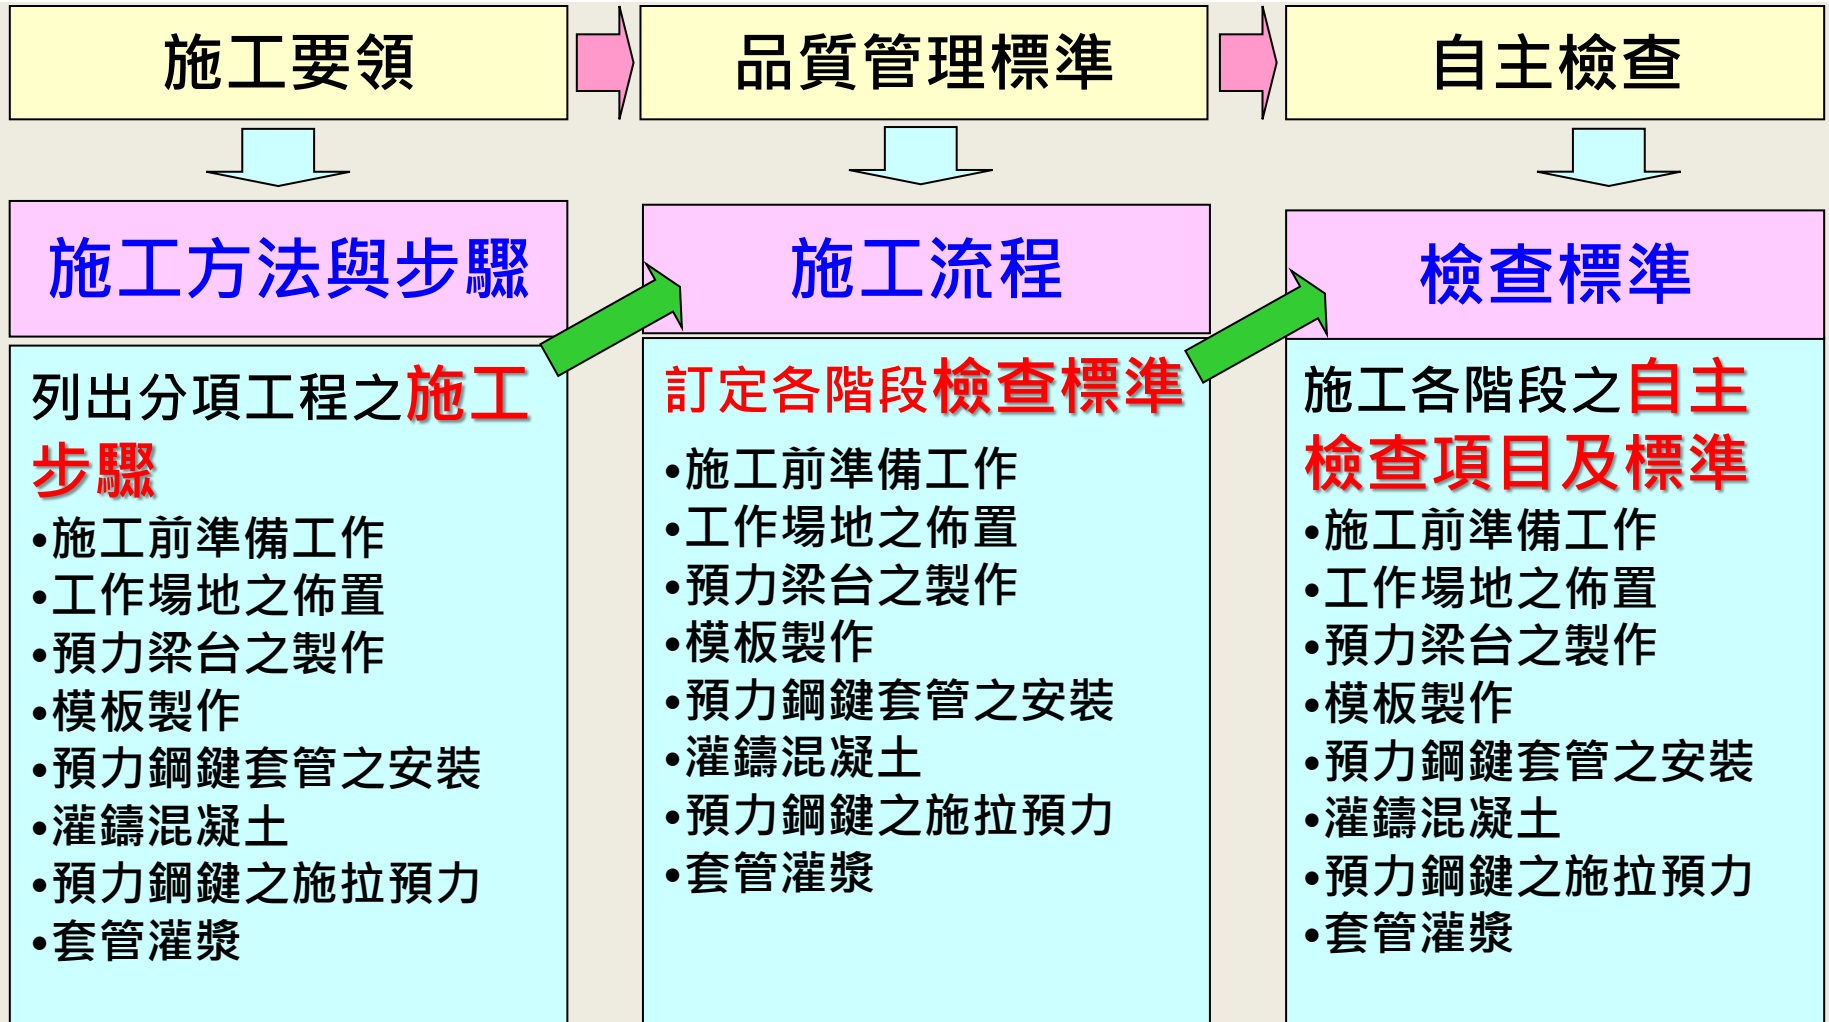 施工要領
品質管理標準
自主檢查
施工方法與步驟
施工流程
檢查標準
列出分項工程之施工
步驟
•施工前準備工作
•工作場地之佈置
•預力梁台之製作
•模板製作
•預力鋼鍵套管之安裝
•灌鑄混凝土
•預力鋼鍵之施拉預力
•套管灌漿
訂定各階段檢查標準
•施工前準備工作
•工作場地之佈置
•預力梁台之製作
•模板製作
•預力鋼鍵套管之安裝
•灌鑄混凝土
•預力鋼鍵之施拉預力
•套管灌漿
施工各階段之自主
檢查項目及標準
•施工前準備工作
•工作場地之佈置
•預力梁台之製作
•模板製作
•預力鋼鍵套管之安裝
•灌鑄混凝土
•預力鋼鍵之施拉預力
•套管灌漿